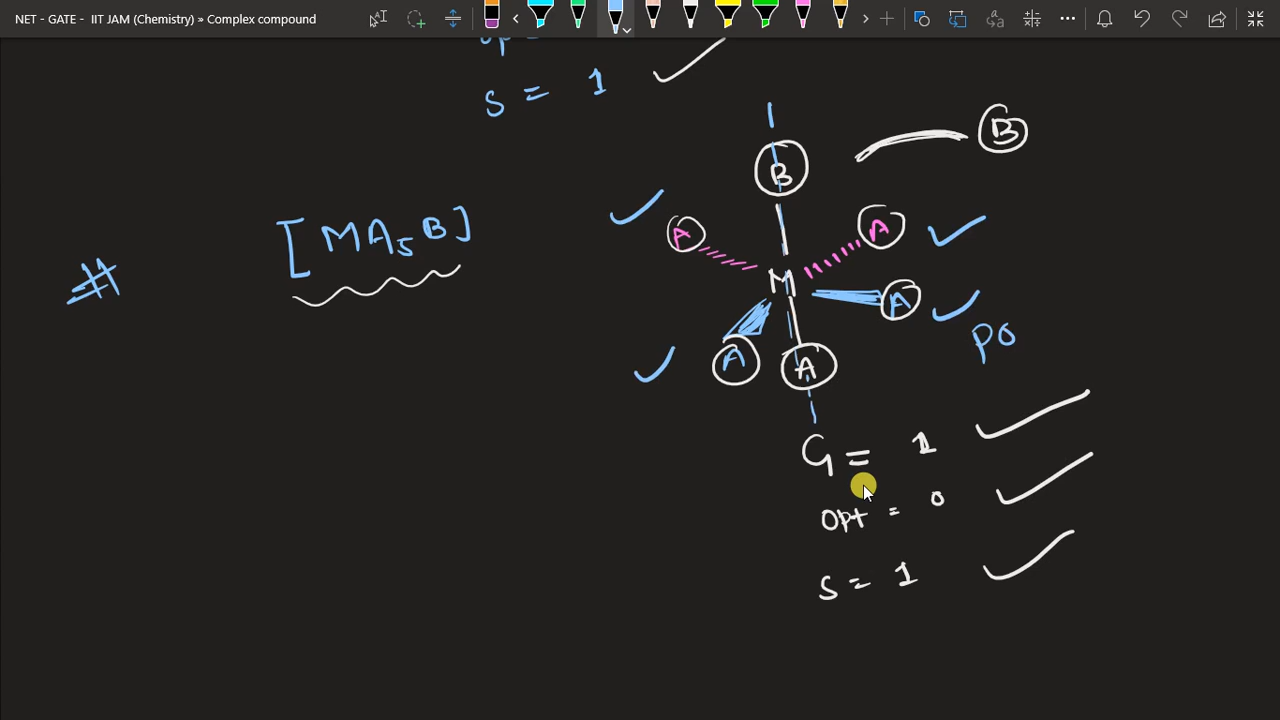 NET - GATE - IIT JAM (Chemistry) » Complex compound
S = 1
B
B
[MA5B]
A
A
#
M
A
A
A
PO
G = 1
opt = 0
S = 1